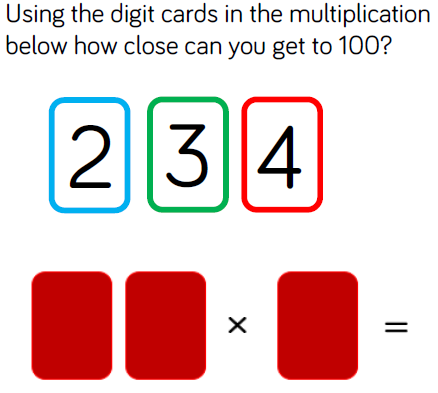 Using the digit cards in the multiplication
below how close can you get to 100?
2 3 4
× =